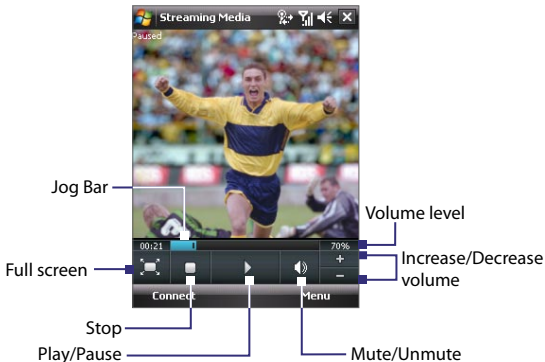 Streaming Media
Paused
Jog Bar
Volume level
00:21
70%
Full screen
+
Increase/Decrease
volume
-
Connect
Menu
Stop
Play/Pause
Mute/Unmute